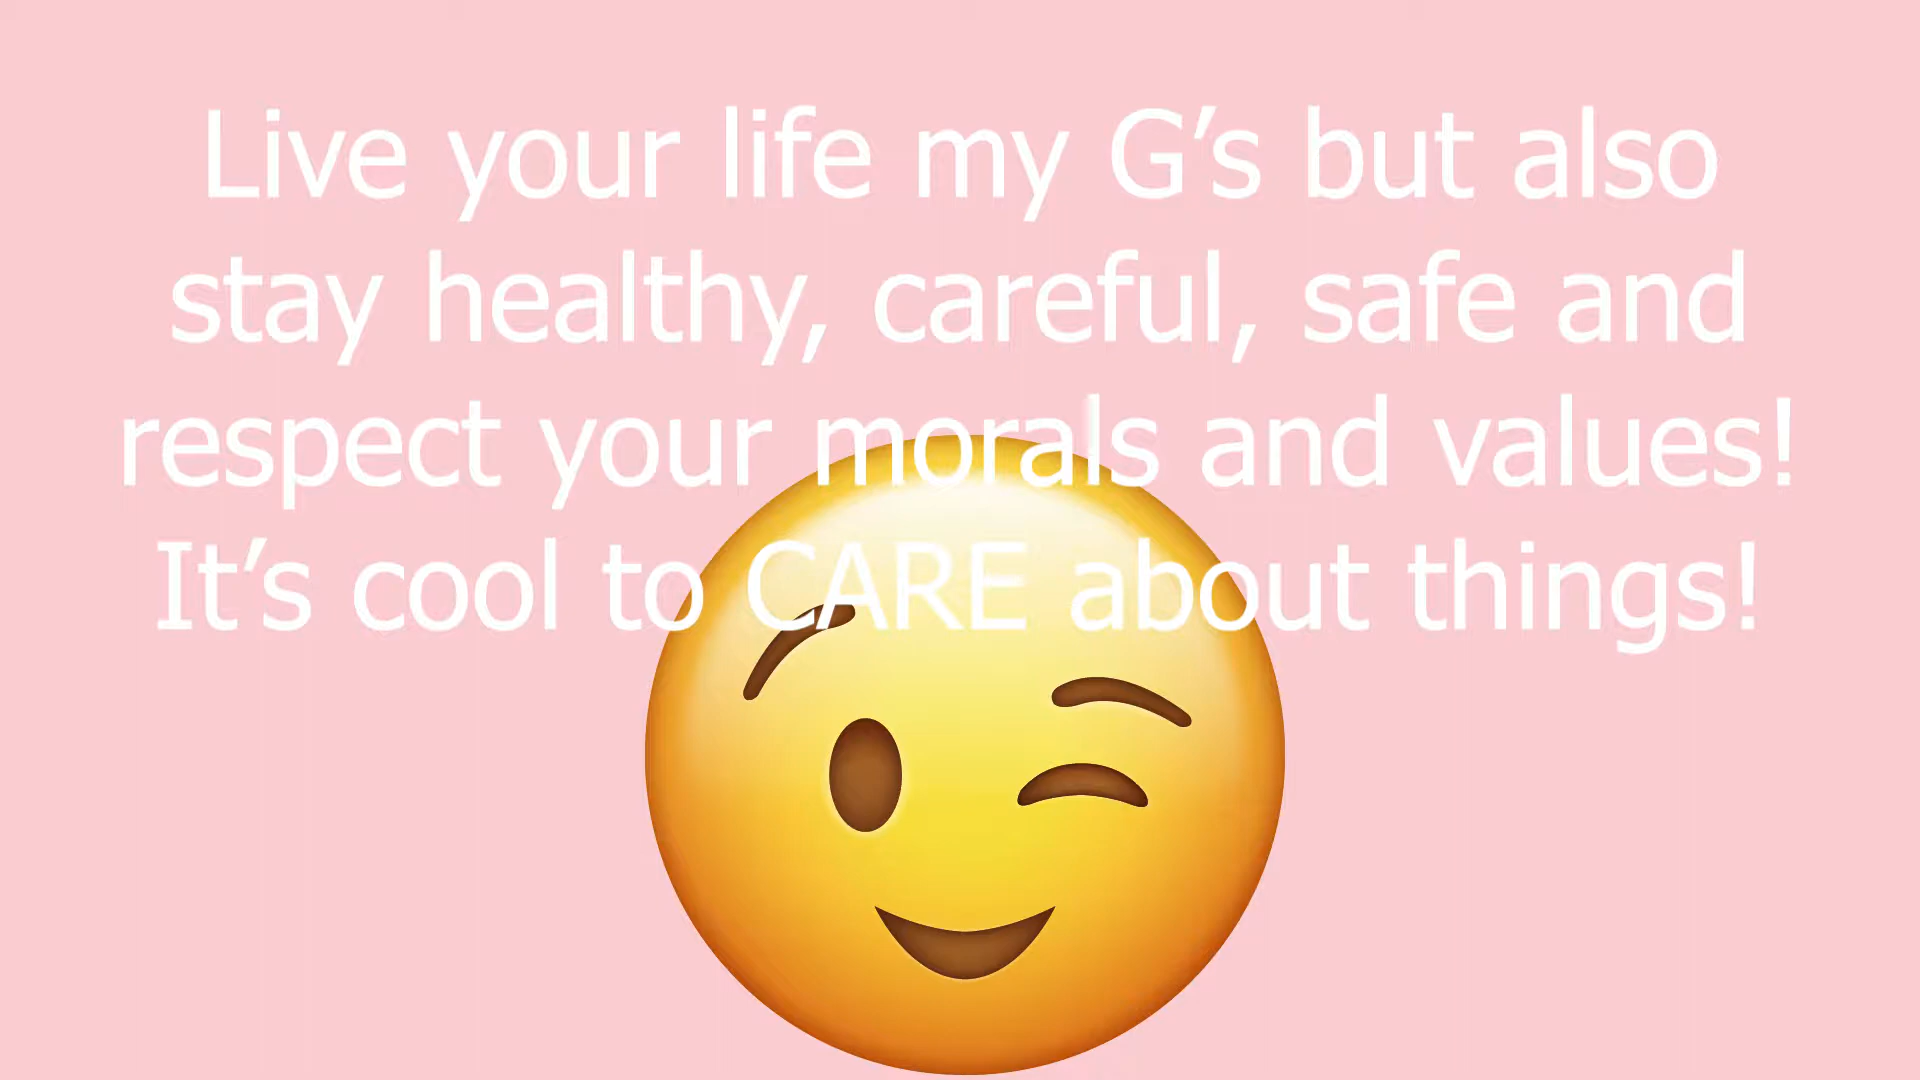 Live your life my G’s but also
stay healthy, careful, safe and
respect your morals and values!
It’s cool to CARE about things!